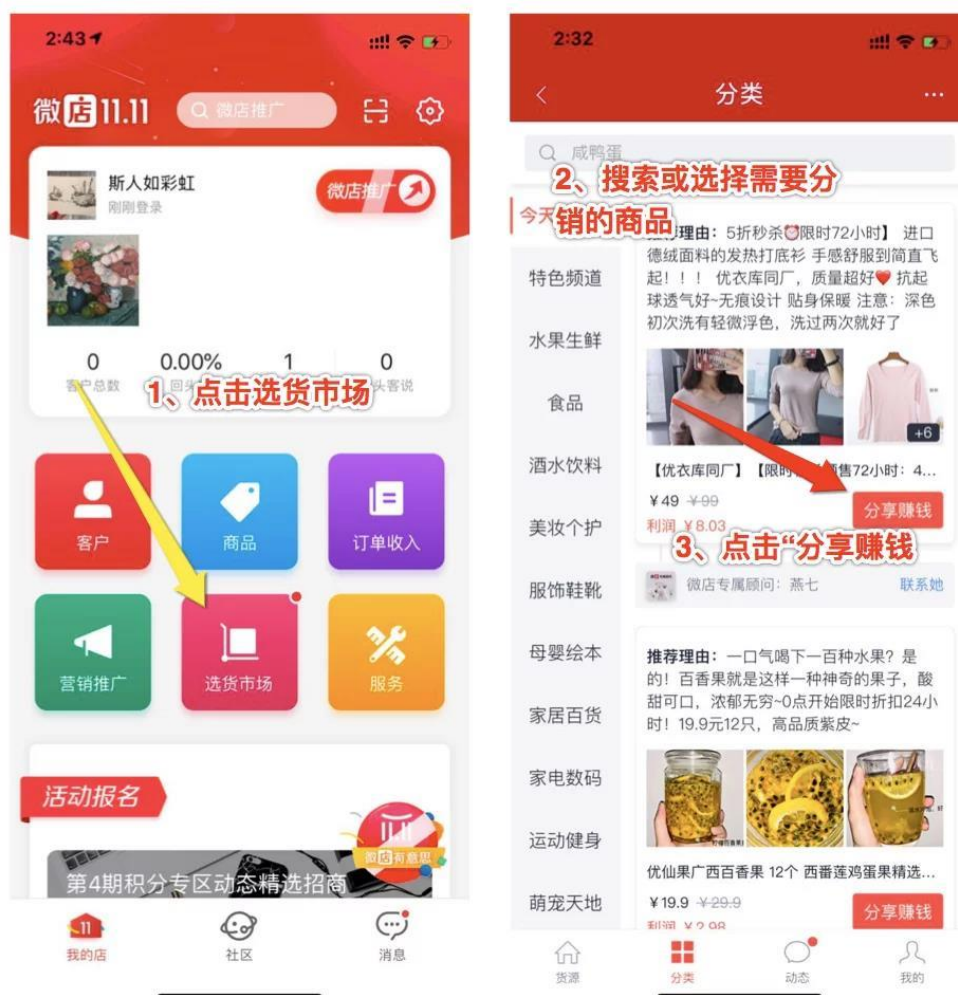 2:43
微店11.11
微店推广
斯人如彩虹
刚刚登录
微店推广
0
0.00%
1
0
客户总数
回头
头客说
1、点击选货市场
客户
商品
订单收入
营销推广
选货市场
服务
活动报名
11.11
微店有意思
第4期积分专区动态精选招商
11
我的店
社区
消息
2:32
分类
咸鸭蛋
2、搜索或选择需要分
销的商品
今天
特色频道
水果生鲜
食品
酒水饮料
美妆个护
服饰鞋靴
母婴绘本
家居百货
家电数码
运动健身
萌宠天地
推荐理由：5折秒杀⏰限时72小时】 进口
德绒面料的发热打底衫 手感舒服到简直飞
起！！！ 优衣库同厂，质量超好❤抗起
球透气好~无痕设计 贴身保暖 注意：深色
初次洗有轻微浮色，洗过两次就好了
+6
【优衣库同厂】【限时 售72小时：4...
¥49 ¥99
利润 ¥8.03
分享赚钱
3、点击“分享赚钱
微店专属顾问：燕七
联系她
推荐理由：一口气喝下一百种水果？是
的！百香果就是这样一种神奇的果子，酸
甜可口，浓郁无穷~0点开始限时折扣24小
时！19.9元12只，高品质紫皮~
优仙果广西百香果 12个 西番莲鸡蛋果精选...
¥19.9 ¥29.9
利润 ¥2.98
分享赚钱
货源
分类
动态
我的